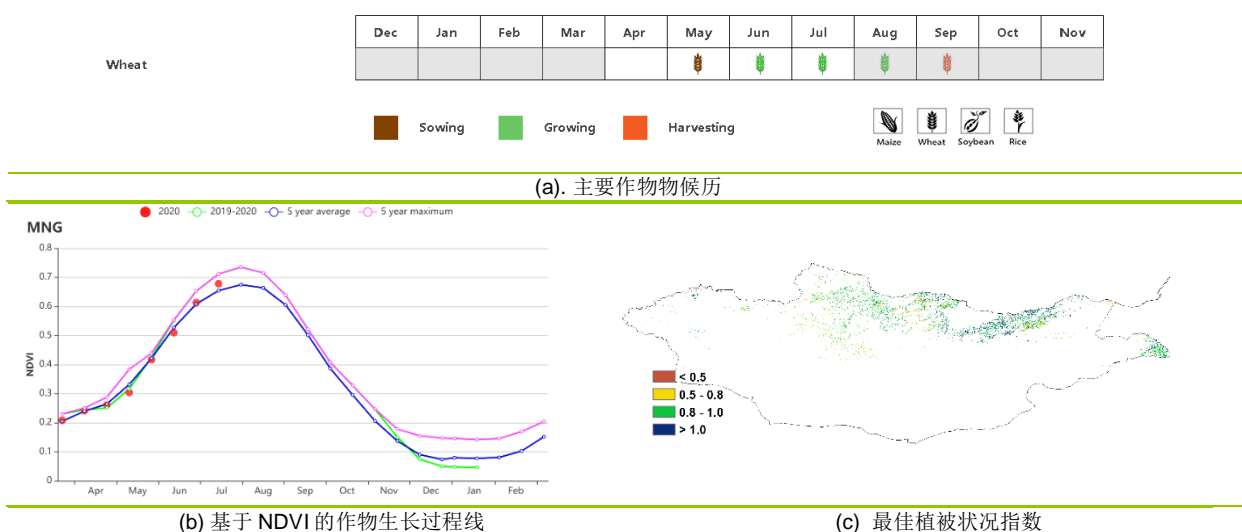 Dec Jan Feb Mar Apr May Jun Jul Aug Sep Oct Nov
Wheat
Sowing Growing Harvesting
Maize Wheat Soybean Rice
(a). 主要作物物候历
2020 2019-2020 5 year average 5 year maximum
MNG
0.8
0.7
0.6
0.5
0.4
0.3
0.2
0.1
0
NDVI
Apr May Jun Jul Aug Sep Oct Nov Dec Jan Feb
< 0.5
0.5 - 0.8
0.8 - 1.0
> 1.0
(b) 基于 NDVI 的作物生长过程线
(c) 最佳植被状况指数